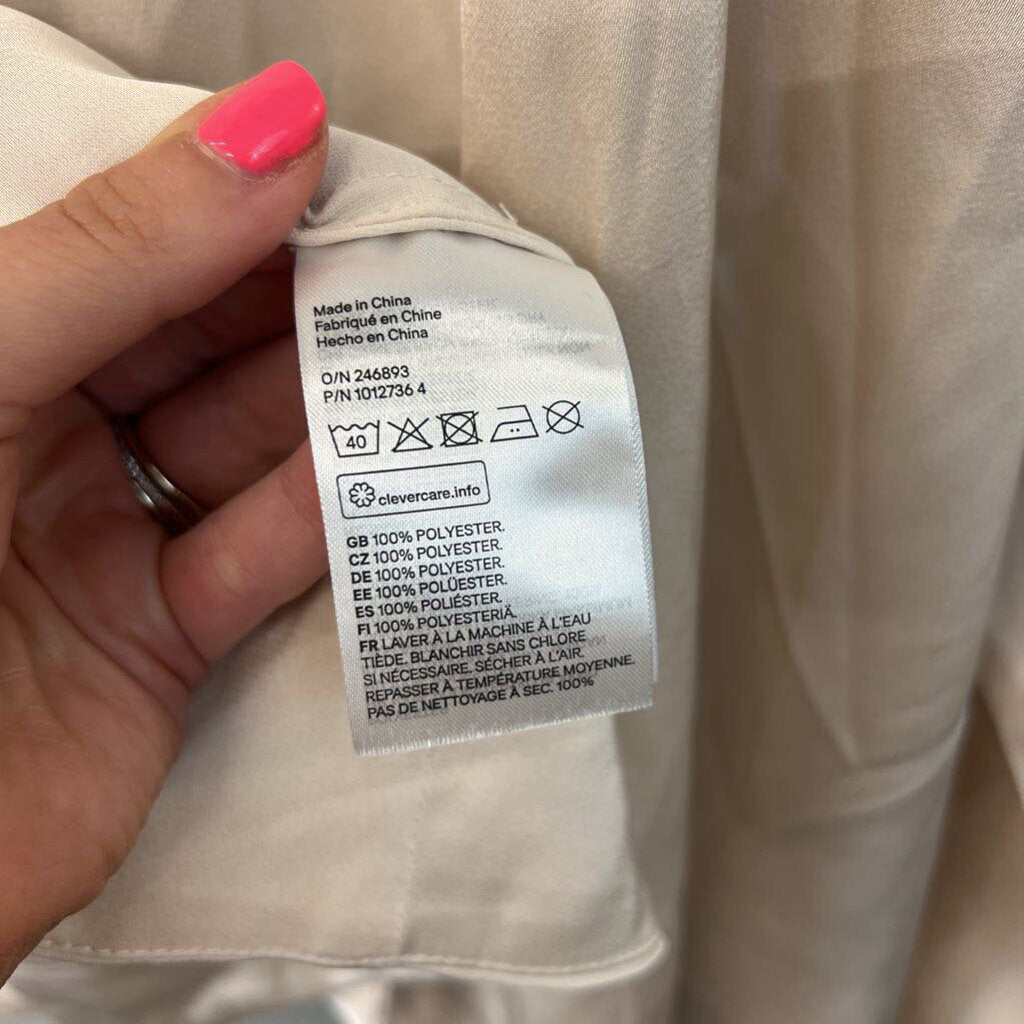 Made in China
Fabriqué en Chine
Hecho en China
O/N 246893
P/N 1012736 4
40
clevercare.info
GB 100% POLYESTER.
CZ 100% POLYESTER.
DE 100% POLYESTER.
EE 100% POLÜESTER.
ES 100% POLIÉSTER.
FI 100% POLYESTERIÄ.
FR LAVER À LA MACHINE À L'EAU
TIÈDE. BLANCHIR SANS CHLORE
SI NÉCESSAIRE. SÉCHER À L'AIR.
REPASSER À TEMPÉRATURE MOYENNE.
PAS DE NETTOYAGE À SEC. 100%